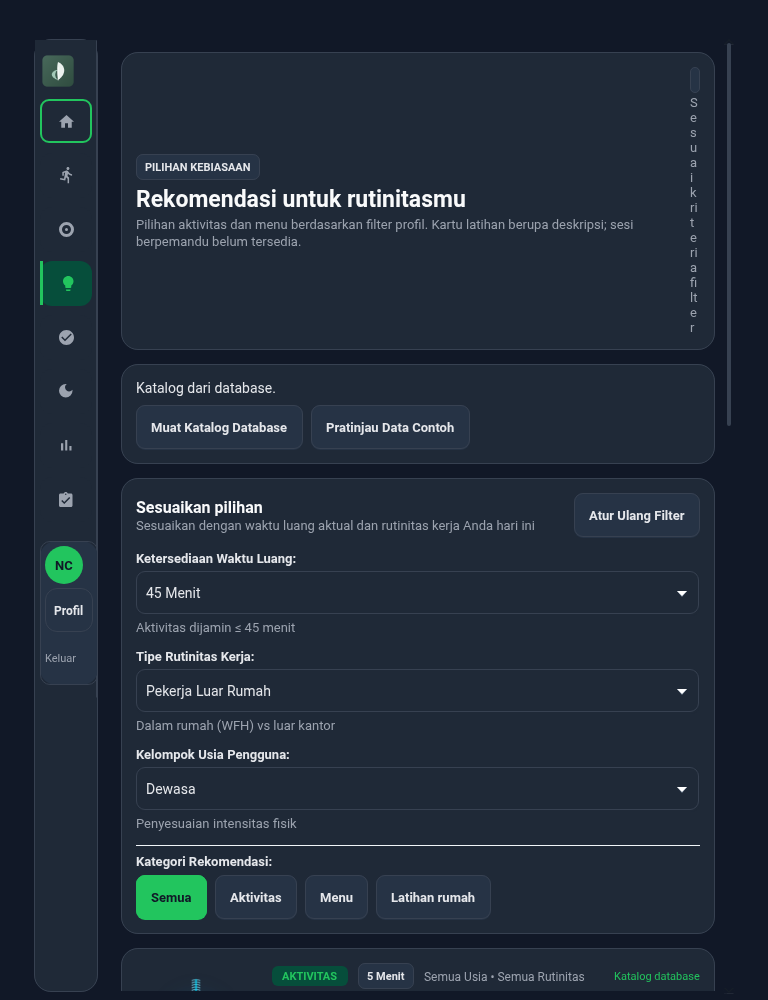 PILIHAN KEBIASAAN
Rekomendasi untuk rutinitasmu
Pilihan aktivitas dan menu berdasarkan filter profil. Kartu latihan berupa deskripsi; sesi
berpemandu belum tersedia.
Sesuai kriteria filter
Katalog dari database.
Muat Katalog Database
Pratinjau Data Contoh
Sesuaikan pilihan
Sesuaikan dengan waktu luang aktual dan rutinitas kerja Anda hari ini
Atur Ulang Filter
Ketersediaan Waktu Luang:
45 Menit
Aktivitas dijamin ≤ 45 menit
Tipe Rutinitas Kerja:
Pekerja Luar Rumah
Dalam rumah (WFH) vs luar kantor
Kelompok Usia Pengguna:
Dewasa
Penyesuaian intensitas fisik
Kategori Rekomendasi:
Semua
Aktivitas
Menu
Latihan rumah
AKTIVITAS
5 Menit
Semua Usia • Semua Rutinitas
Katalog database
NC
Profil
Keluar